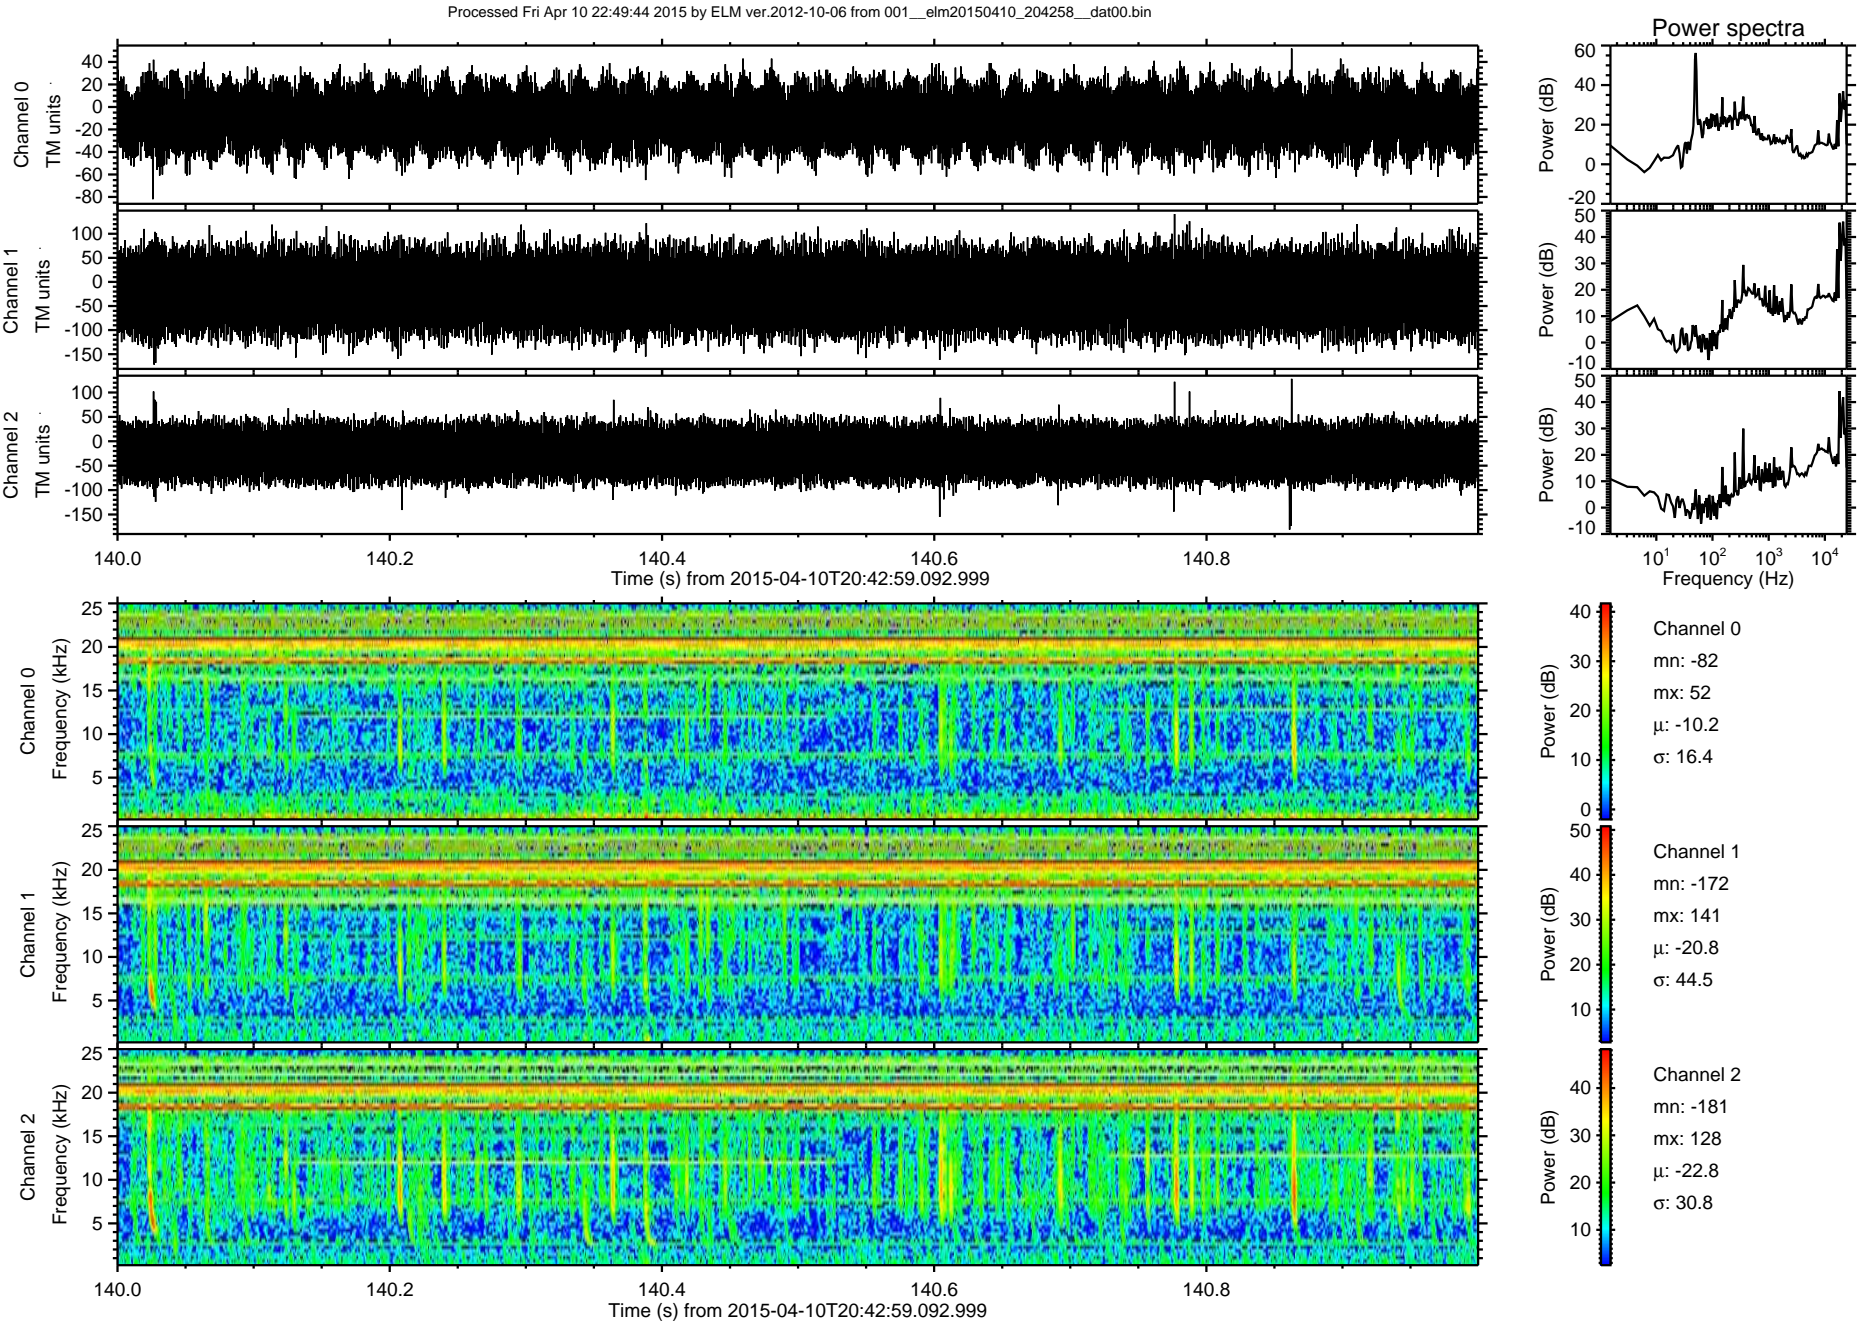 Processed Fri Apr 10 22:49:44 2015 by ELM ver.2012-10-06 from 001__elm20150410_204258__dat00.bin
Power spectra
Channel 0
TM units
40
20
0
-20
-40
-60
-80
Power (dB)
60
40
20
0
-20
Channel 1
TM units
100
50
0
-50
-100
-150
Power (dB)
50
40
30
20
10
0
-10
Channel 2
TM units
100
50
0
-50
-100
-150
Power (dB)
50
40
30
20
10
0
-10
140.0 140.2 140.4 140.6 140.8
Time (s) from 2015-04-10T20:42:59.092.999
10^1 10^2 10^3 10^4
Frequency (Hz)
Channel 0
Frequency (kHz)
25
20
15
10
5
Power (dB)
40
30
20
10
0
Channel 0
mn: -82
mx: 52
μ: -10.2
σ: 16.4
Channel 1
Frequency (kHz)
25
20
15
10
5
Power (dB)
50
40
30
20
10
Channel 1
mn: -172
mx: 141
μ: -20.8
σ: 44.5
Channel 2
Frequency (kHz)
25
20
15
10
5
Power (dB)
40
30
20
10
Channel 2
mn: -181
mx: 128
μ: -22.8
σ: 30.8
140.0 140.2 140.4 140.6 140.8
Time (s) from 2015-04-10T20:42:59.092.999